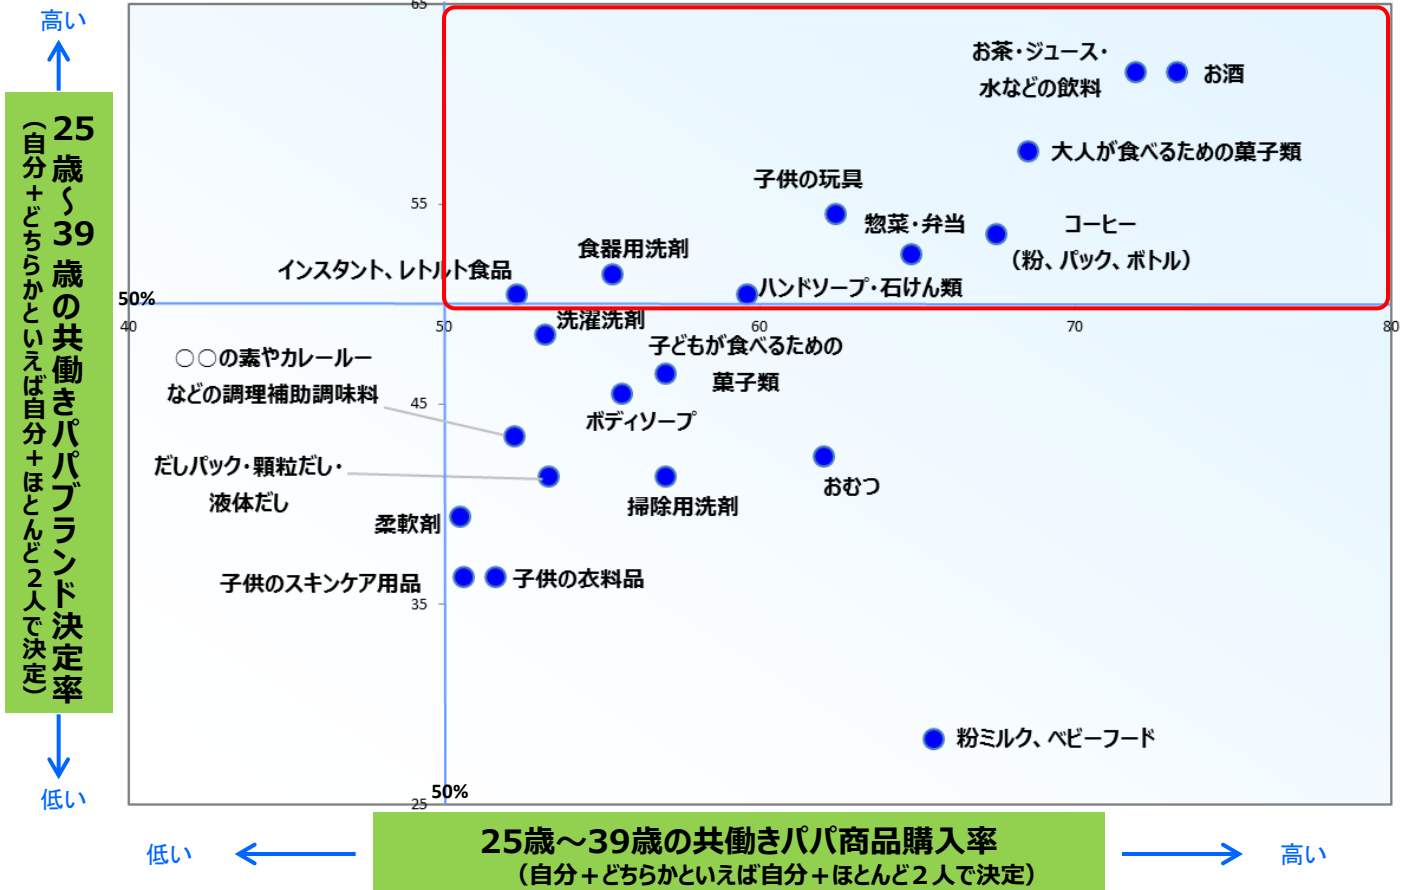 高い
65
お茶・ジュース・
水などの飲料
お酒
大人が食べるための菓子類
子供の玩具
55
惣菜・弁当
コーヒー
（粉、パック、ボトル）
食器用洗剤
インスタント、レトルト食品
ハンドソープ・石けん類
50%
40
50
60
70
80
洗濯洗剤
○○の素やカレールー
などの調理補助調味料
子どもが食べるための
菓子類
45
ボディソープ
だしパック・顆粒だし・
液体だし
おむつ
掃除用洗剤
柔軟剤
子供のスキンケア用品
子供の衣料品
35
粉ミルク、ベビーフード
25
50%
25歳～39歳の共働きパパブランド決定率
（自分＋どちらかといえば自分＋ほとんど２人で決定）
低い
低い
25歳～39歳の共働きパパ商品購入率
（自分＋どちらかといえば自分＋ほとんど２人で決定）
高い